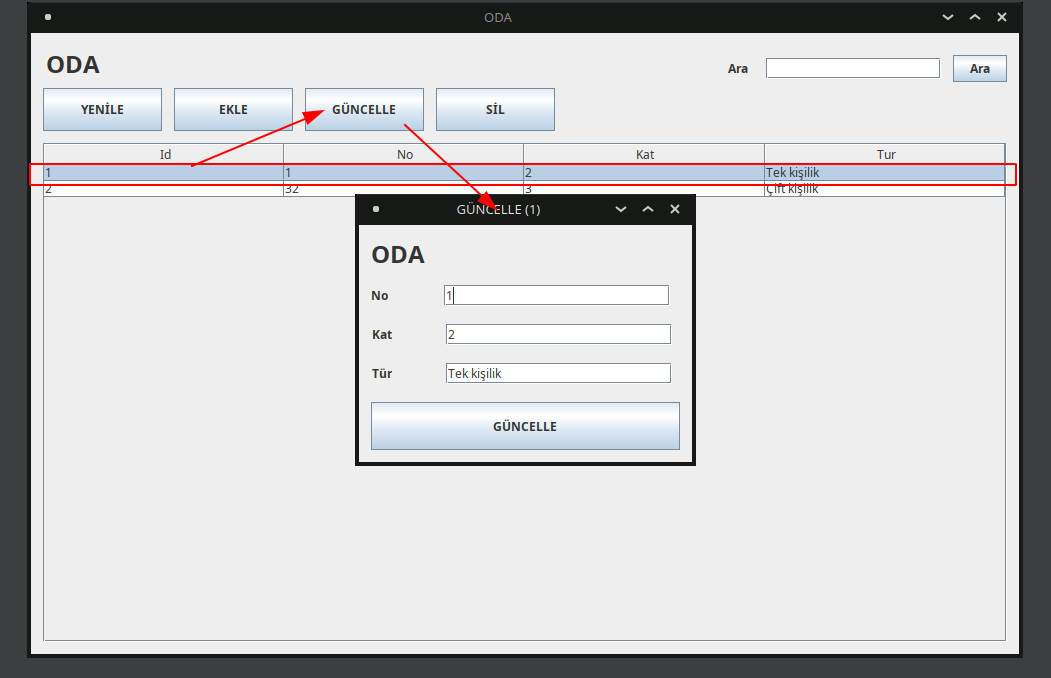 ODA
ODA
Ara
Ara
YENİLE EKLE GÜNCELLE SİL
Id No Kat Tur
1 1 2 Tek kişilik
2 32 3 Çift kişilik
GÜNCELLE (1)
ODA
No 1
Kat 2
Tür Tek kişilik
GÜNCELLE